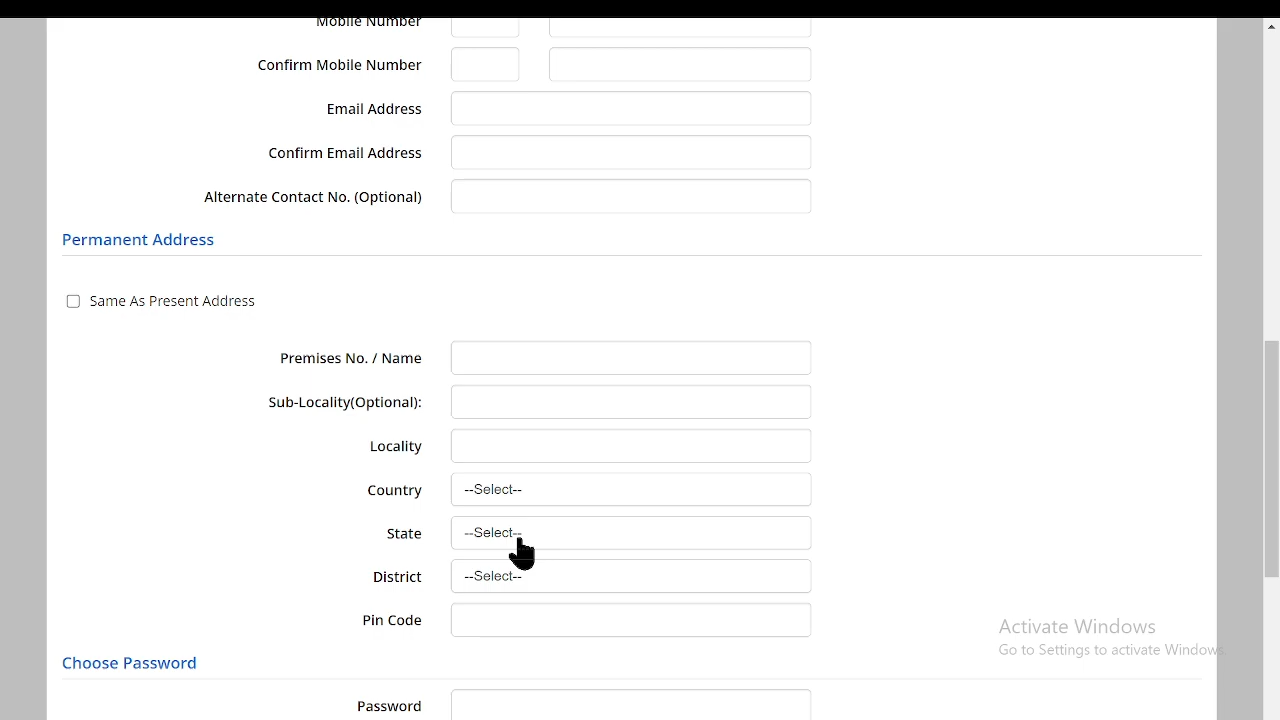 Mobile Number
Confirm Mobile Number
Email Address
Confirm Email Address
Alternate Contact No. (Optional)
Permanent Address
Same As Present Address
Premises No. / Name
Sub-Locality(Optional):
Locality
Country --Select--
State --Select--
District --Select--
Pin Code
Activate Windows
Go to Settings to activate Windows.
Choose Password
Password